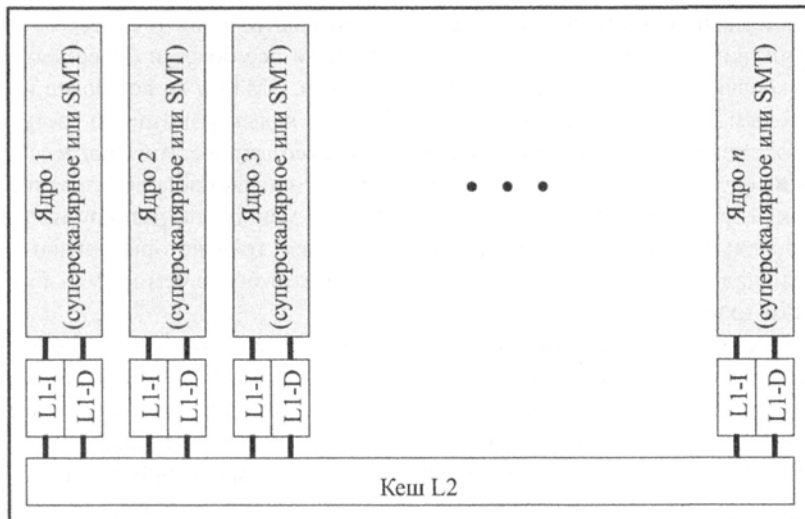 Ядро 1
(суперскалярное или SMT)
Ядро 2
(суперскалярное или SMT)
Ядро 3
(суперскалярное или SMT)
Ядро n
(суперскалярное или SMT)
L1-I
L1-D
L1-I
L1-D
L1-I
L1-D
L1-I
L1-D
Кеш L2